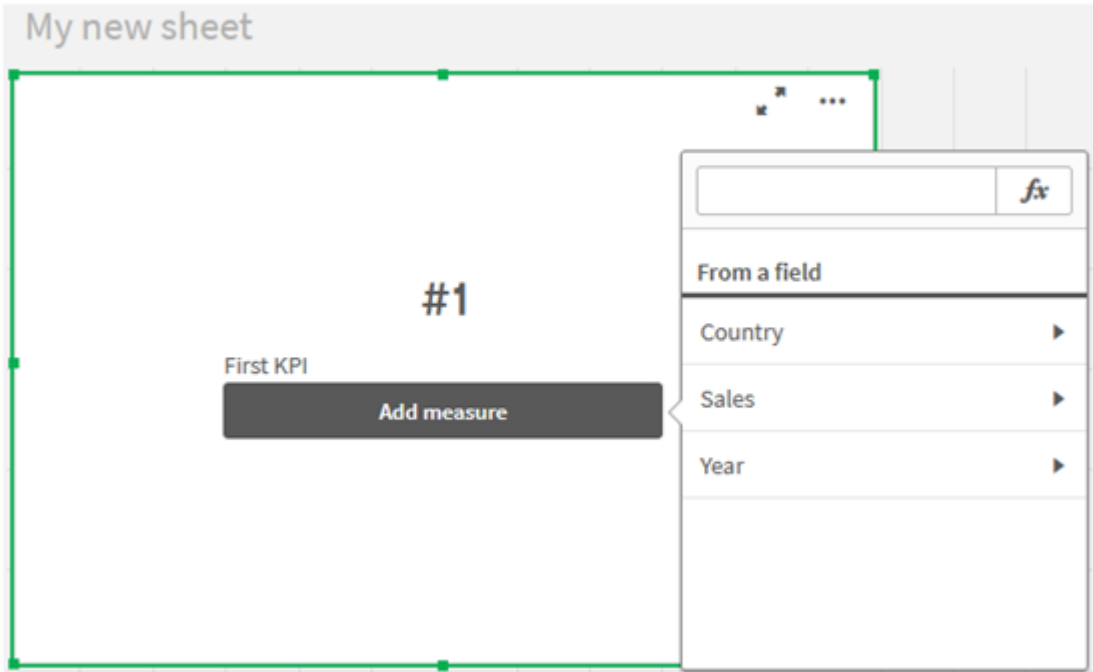 My new sheet
fx
From a field
#1
Country
First KPI
Sales
Add measure
Year